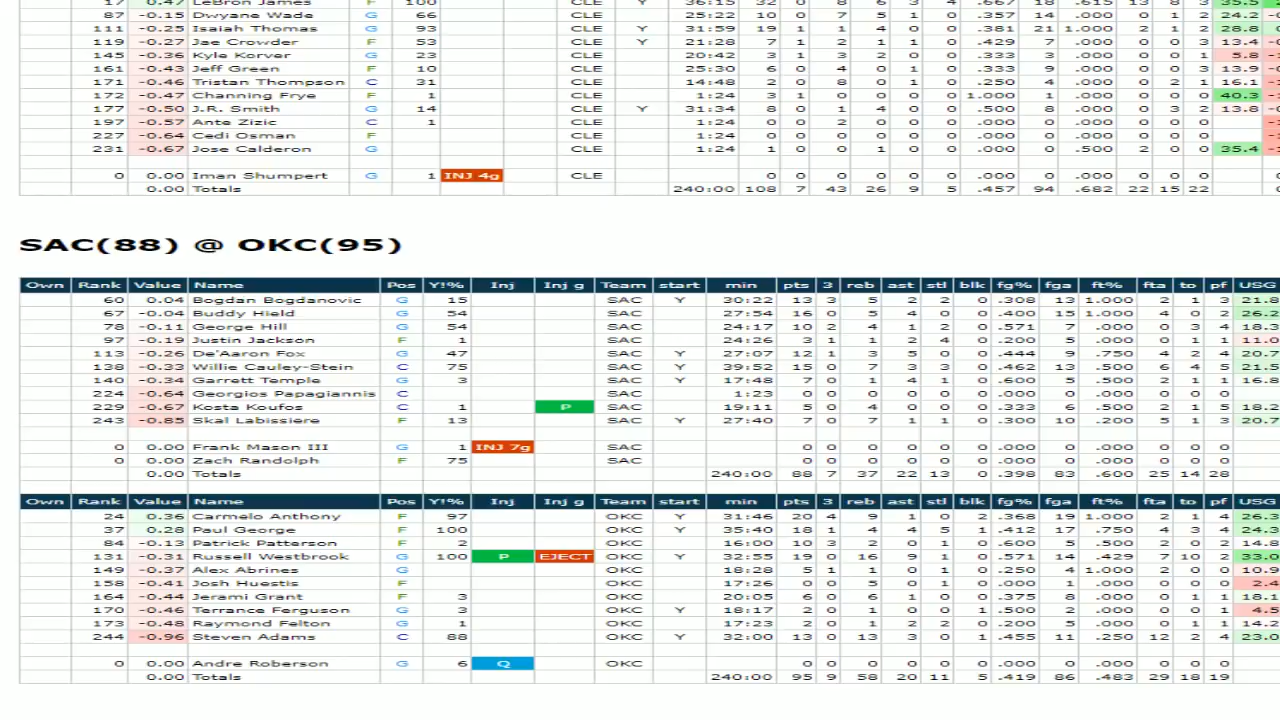 17 0.47 LeBron James F 100 CLE Y 36:15 32 0 8 6 3 4 .667 18 .615 13 8 3 35.5
87 -0.15 Dwyane Wade G 66 CLE 25:22 10 0 7 5 1 0 .357 14 .000 0 1 2 24.2
111 -0.25 Isaiah Thomas G 93 CLE Y 31:59 19 1 1 4 0 0 .381 21 1.000 2 1 2 28.8
119 -0.27 Jae Crowder F 53 CLE Y 21:28 7 1 2 1 1 0 .429 7 .000 0 0 3 13.4
145 -0.36 Kyle Korver G 23 CLE 20:42 3 1 3 2 0 0 .333 3 .000 0 0 1 5.8
161 -0.43 Jeff Green F 10 CLE 25:30 6 0 4 0 1 0 .333 9 .000 0 0 3 13.9
171 -0.46 Tristan Thompson C 31 CLE 14:48 2 0 8 0 1 0 .250 4 .000 0 2 1 16.1
172 -0.47 Channing Frye F 1 CLE 1:24 3 1 0 0 0 0 1.000 1 .000 0 0 0 40.3
177 -0.50 J.R. Smith G 14 CLE Y 31:34 8 0 1 4 0 0 .500 8 .000 0 3 2 13.8
197 -0.57 Ante Zizic C 1 CLE 1:24 0 0 2 0 0 0 .000 0 .000 0 0 0
227 -0.64 Cedi Osman F CLE 1:24 0 0 0 0 0 0 .000 0 .000 0 0 0
231 -0.67 Jose Calderon G CLE 1:24 1 0 0 1 0 0 .000 0 .500 2 0 0 35.4
0 0.00 Iman Shumpert G 1 INJ 4g CLE 0 0 0 0 0 0 .000 0 .000 0 0 0
0.00 Totals 240:00 108 7 43 26 9 5 .457 94 .682 22 15 22
SAC(88) @ OKC(95)
Own Rank Value Name Pos Y!% Inj Inj g Team start min pts 3 reb ast stl blk fg% fga ft% fta to pf USG
60 0.04 Bogdan Bogdanovic G 15 SAC Y 30:22 13 3 5 2 2 0 .308 13 1.000 2 1 3 21.8
67 -0.04 Buddy Hield G 54 SAC 27:54 16 0 5 4 0 0 .400 15 1.000 4 0 2 26.2
78 -0.11 George Hill G 54 SAC 24:17 10 2 4 1 2 0 .571 7 .000 0 3 4 18.3
97 -0.19 Justin Jackson F 1 SAC 24:26 3 1 1 2 4 0 .200 5 .000 0 1 3 11.0
113 -0.26 De'Aaron Fox G 47 SAC Y 27:07 12 1 3 5 0 0 .444 9 .750 4 2 4 20.7
138 -0.33 Willie Cauley-Stein C 75 SAC Y 39:52 15 0 7 3 3 0 .462 13 .500 6 4 5 21.5
140 -0.34 Garrett Temple G 3 SAC Y 17:48 7 1 0 1 4 1 0 .600 5 .500 2 1 1 16.8
224 -0.64 Georgios Papagiannis C SAC 1:23 0 0 0 0 0 0 .000 0 .000 0 0 0
229 -0.67 Kosta Koufos C 1 P SAC 19:11 5 0 4 0 0 0 .333 6 .500 2 1 5 18.2
243 -0.85 Skal Labissiere F 13 SAC Y 27:40 7 0 7 1 1 0 .300 10 .200 5 1 3 20.7
0 0.00 Frank Mason III G 1 INJ 7g SAC 0 0 0 0 0 0 .000 0 .000 0 0 0
0 0.00 Zach Randolph F 75 SAC 0 0 0 0 0 0 .000 0 .000 0 0 0
0.00 Totals 240:00 88 7 37 22 13 0 .398 83 .600 25 14 28
Own Rank Value Name Pos Y!% Inj Inj g Team start min pts 3 reb ast stl blk fg% fga ft% fta to pf USG
24 0.36 Carmelo Anthony F 97 OKC Y 31:46 20 4 9 1 0 2 .368 19 1.000 2 1 4 26.3
37 0.28 Paul George F 100 OKC Y 35:40 18 1 4 4 5 1 .412 17 .750 4 3 4 24.3
84 -0.13 Patrick Patterson F 2 OKC 16:00 10 3 2 0 1 0 .600 5 .500 2 0 2 14.8
131 -0.31 Russell Westbrook G 100 P EJECT OKC Y 32:55 19 0 16 9 1 0 .571 14 .429 7 10 2 33.0
149 -0.37 Alex Abrines G OKC 18:28 5 1 1 0 1 0 .250 4 1.000 2 0 0 10.9
158 -0.41 Josh Huestis F OKC 17:26 0 0 5 0 1 0 .000 1 .000 0 0 0 2.4
164 -0.44 Jerami Grant F 3 OKC 20:05 6 0 6 1 0 0 .375 8 .000 0 1 1 18.1
170 -0.46 Terrance Ferguson G 3 OKC Y 18:17 2 0 1 0 0 1 .500 2 .000 0 0 1 4.5
173 -0.48 Raymond Felton G 1 OKC 17:23 2 0 1 2 2 0 .200 5 .000 0 1 1 14.2
244 -0.96 Steven Adams C 88 OKC Y 32:00 13 0 13 3 0 1 .455 11 .250 12 2 4 23.0
0 0.00 Andre Roberson G 6 Q OKC 0 0 0 0 0 0 .000 0 .000 0 0 0
0.00 Totals 240:00 95 9 58 20 11 5 .419 86 .483 29 18 19